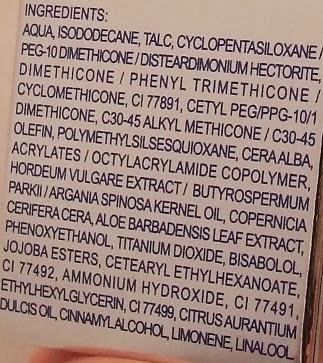 INGREDIENTS:
AQUA, ISODODECANE, TALC, CYCLOPENTASILOXANE /
PEG-10 DIMETHICONE / DISTEARDIMONIUM HECTORITE,
DIMETHICONE / PHENYL TRIMETHICONE /
CYCLOMETHICONE, CI 77891, CETYL PEG/PPG-10/1
DIMETHICONE, C30-45 ALKYL METHICONE / C30-45
OLEFIN, POLYMETHYLSILSESQUIOXANE, CERA ALBA,
ACRYLATES / OCTYLACRYLAMIDE COPOLYMER,
HORDEUM VULGARE EXTRACT / BUTYROSPERMUM
PARKII / ARGANIA SPINOSA KERNEL OIL, COPERNICIA
CERIFERA CERA, ALOE BARBADENSIS LEAF EXTRACT,
PHENOXYETHANOL, TITANIUM DIOXIDE, BISABOLOL,
JOJOBA ESTERS, CETEARYL ETHYLHEXANOATE,
CI 77492, AMMONIUM HYDROXIDE, CI 77491,
ETHYLHEXYLGLYCERIN, CI 77499, CITRUS AURANTIUM
DULCIS OIL, CINNAMYL ALCOHOL, LIMONENE, LINALOOL.